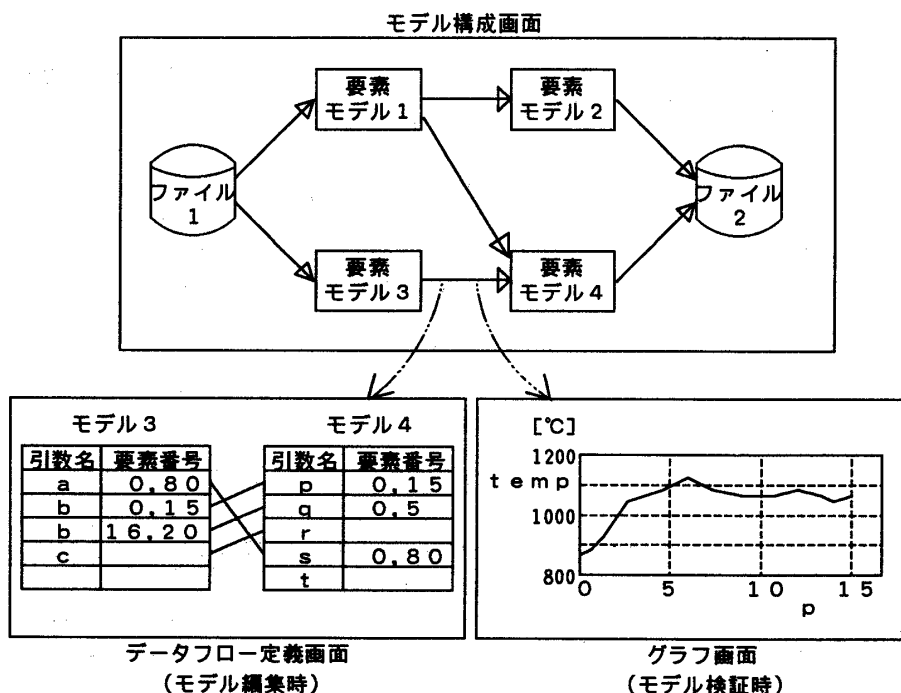 モデル構成画面
要素
モデル1
要素
モデル2
ファイル
1
ファイル
2
要素
モデル3
要素
モデル4
モデル3
引数名 要素番号
a 0,80
b 0,15
b 16,20
c
モデル4
引数名 要素番号
p 0,15
q 0,5
r
s 0,80
t
データフロー定義画面
(モデル編集時)
[℃]
temp
1200
1000
800
0 5 10 15
p
グラフ画面
(モデル検証時)